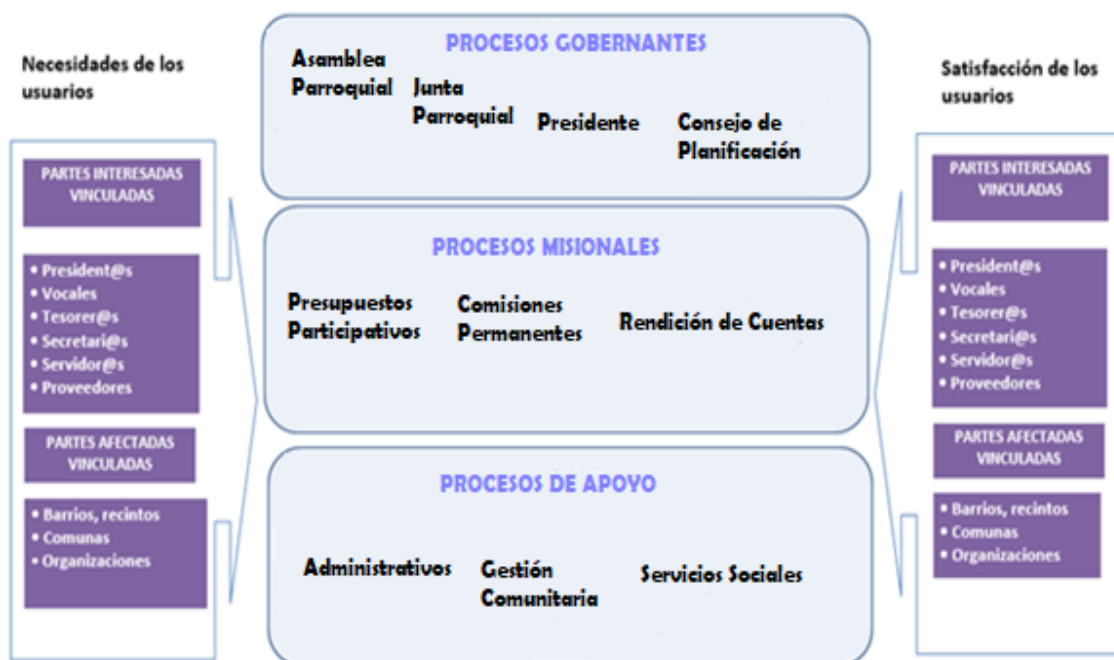 Necesidades de los
usuarios
PARTES INTERESADAS
VINCULADAS
• President@s
• Vocales
• Tesorer@s
• Secretari@s
• Servidor@s
• Proveedores
PARTES AFECTADAS
VINCULADAS
• Barrios, recintos
• Comunas
• Organizaciones
PROCESOS GOBERNANTES
Asamblea
Parroquial
Junta
Parroquial
Presidente
Consejo de
Planificación
PROCESOS MISIONALES
Presupuestos
Participativos
Comisiones
Permanentes
Rendición de Cuentas
PROCESOS DE APOYO
Administrativos
Gestión
Comunitaria
Servicios Sociales
Satisfacción de los
usuarios
PARTES INTERESADAS
VINCULADAS
• President@s
• Vocales
• Tesorer@s
• Secretari@s
• Servidor@s
• Proveedores
PARTES AFECTADAS
VINCULADAS
• Barrios, recintos
• Comunas
• Organizaciones